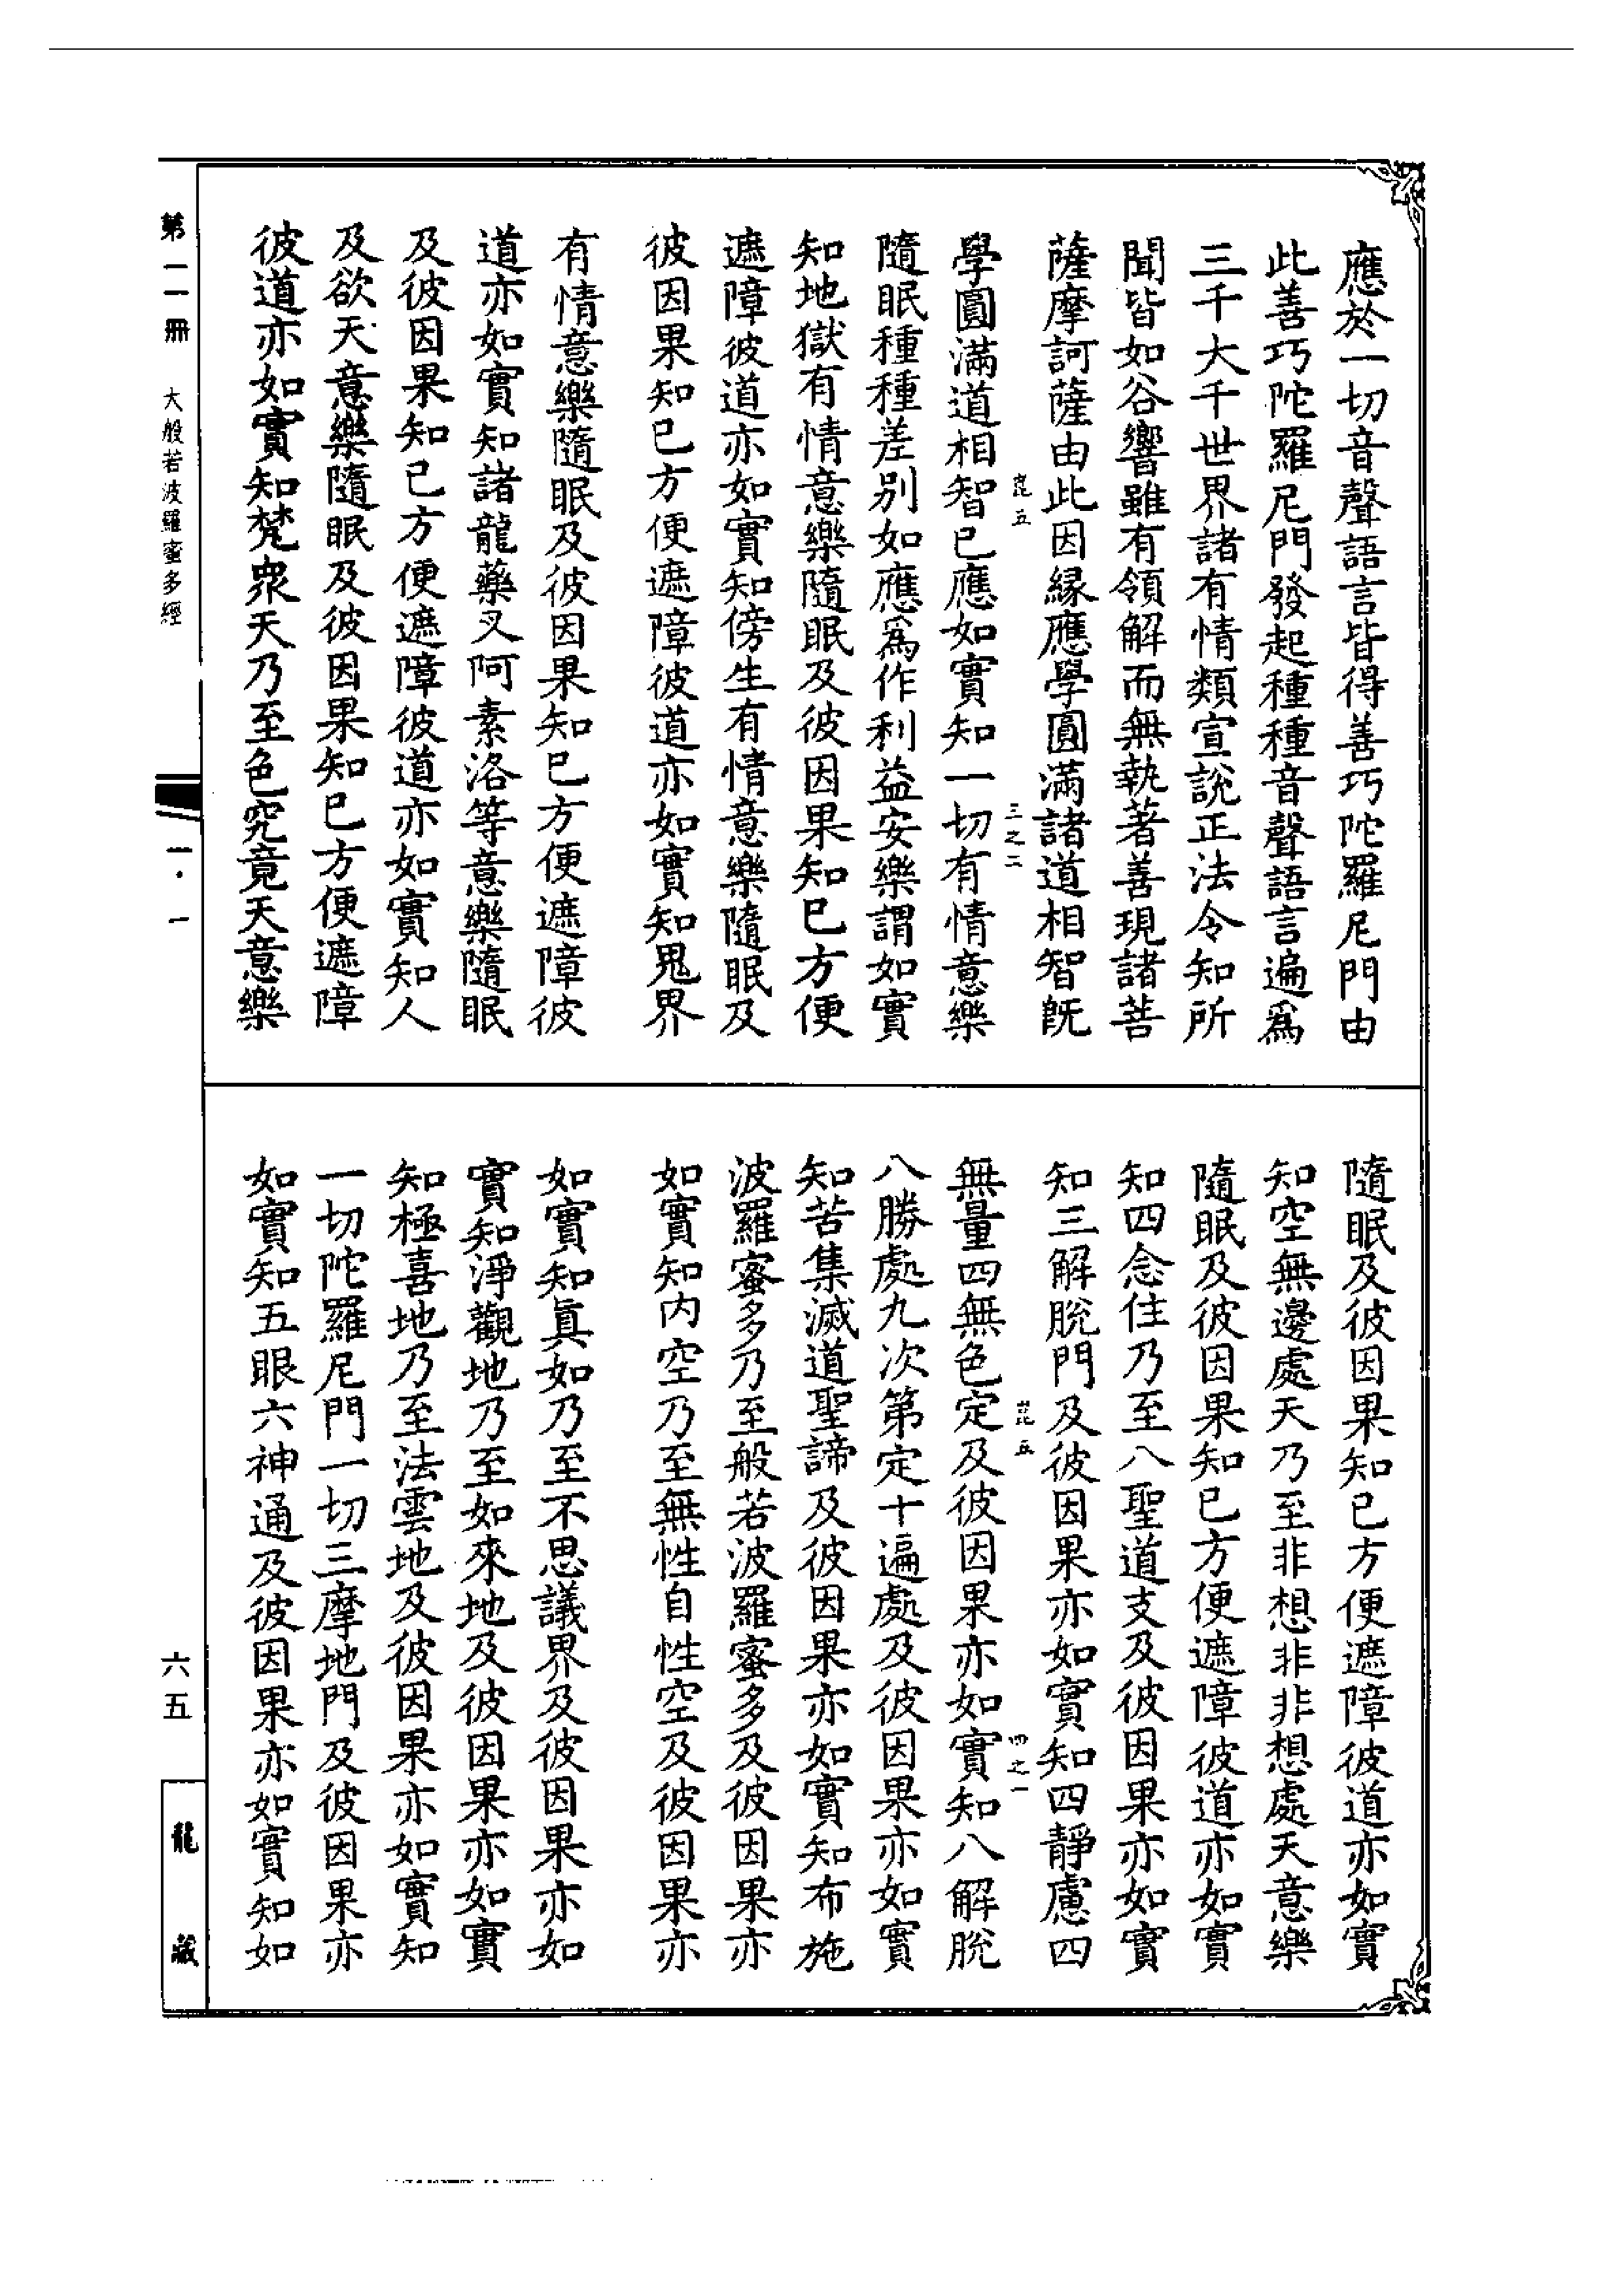 應於一切音聲語言皆得善巧陀羅尼門由
此善巧陀羅尼門發起種種音聲語言遍爲
三千大千世界諸有情類宣説正法令知所
聞皆如谷響雖有領解而無執著善現諸菩
薩摩訶薩由此因緣應學圓滿諸道相智既
五
三之二
學圓滿道相智已應如實知一切有情意樂
隨眠種種差別如應爲作利益安樂謂如實
知地獄有情意樂隨眠及彼因果知已方便
遮障彼道亦如實知傍生有情意樂隨眠及
彼因果知已方便遮障彼道亦如實知鬼界
有情意樂隨眠及彼因果知已方便遮障彼
道亦如實知諸龍藥叉阿素洛等意樂隨眠
及彼因果知已方便遮障彼道亦如實知人
及欲天意樂隨眠及彼因果知已方便遮障
彼道亦如實知梵衆天乃至色究竟天意樂
隨眠及彼因果知已方便遮障彼道亦如實
知空無邊處天乃至非想非非想處天意樂
隨眠及彼因果知已方便遮障彼道亦如實
知四念住乃至八聖道支及彼因果亦如實
知三解脫門及彼因果亦如實知四靜慮四
五
四之一
無量四無色定及彼因果亦如實知八解脫
八勝處九次第定十遍處及彼因果亦如實
知苦集滅道聖諦及彼因果亦如實知布施
波羅蜜多乃至般若波羅蜜多及彼因果亦
如實知内空乃至無性自性空及彼因果亦
如實知真如乃至不思議界及彼因果亦如
實知淨觀地乃至如來地及彼因果亦如實
知極喜地乃至法雲地及彼因果亦如實知
一切陀羅尼門一切三摩地門及彼因果亦
如實知五眼六神通及彼因果亦如實知如
第一一冊
大般若波羅蜜多經
一·一
六五
龍藏